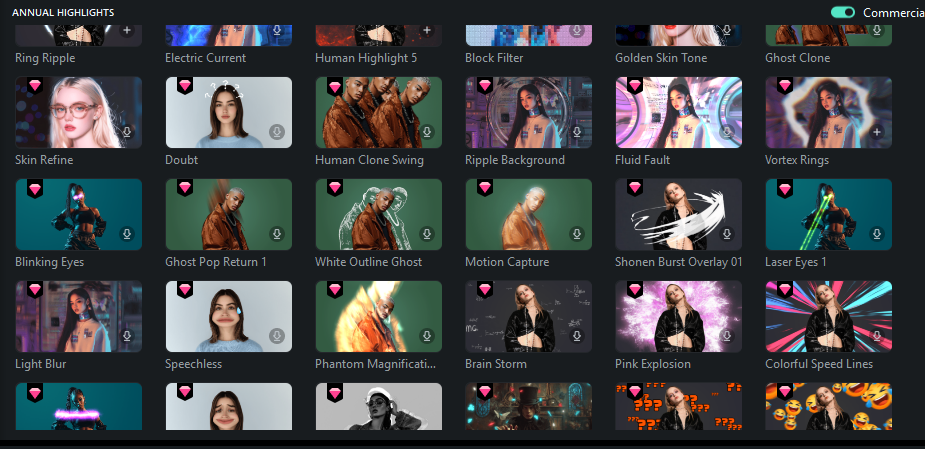 ANNUAL HIGHLIGHTS
Commercia
Ring Ripple
Electric Current
Human Highlight 5
Block Filter
Golden Skin Tone
Ghost Clone
Skin Refine
Doubt
Human Clone Swing
Ripple Background
Fluid Fault
Vortex Rings
Blinking Eyes
Ghost Pop Return 1
White Outline Ghost
Motion Capture
Shonen Burst Overlay 01
Laser Eyes 1
Light Blur
Speechless
Phantom Magnificati...
Brain Storm
Pink Explosion
Colorful Speed Lines